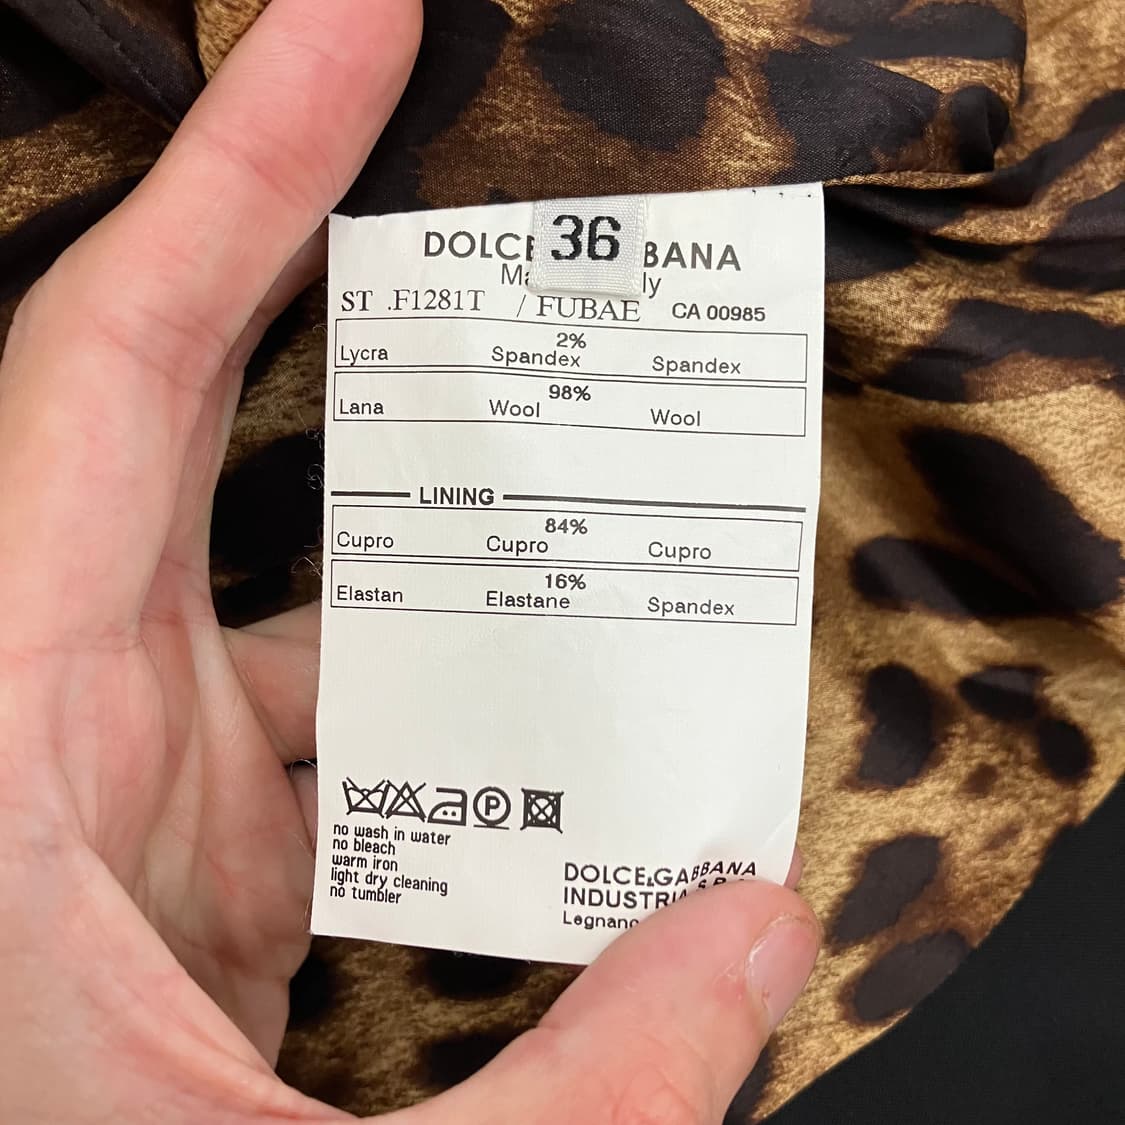 36
DOLCE BANA
ly
ST .F1281T / FUBAE CA 00985
2%
Lycra Spandex Spandex
98%
Lana Wool Wool
LINING
84%
Cupro Cupro Cupro
16%
Elastan Elastane Spandex
P
no wash in water
no bleach
warm iron
light dry cleaning
no tumbler
DOLCE&GABBANA
INDUSTRI
Legnano